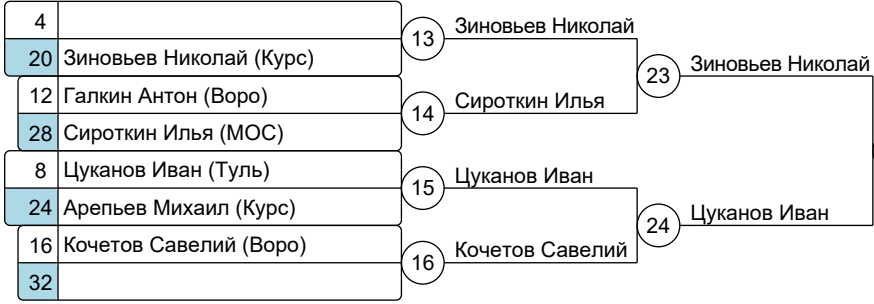 4
13 Зиновьев Николай
20 Зиновьев Николай (Курс)
23 Зиновьев Николай
12 Галкин Антон (Воро)
14 Сироткин Илья
28 Сироткин Илья (МОС)
8 Цуканов Иван (Туль)
15 Цуканов Иван
24 Арепьев Михаил (Курс)
24 Цуканов Иван
16 Кочетов Савелий (Воро)
16 Кочетов Савелий
32